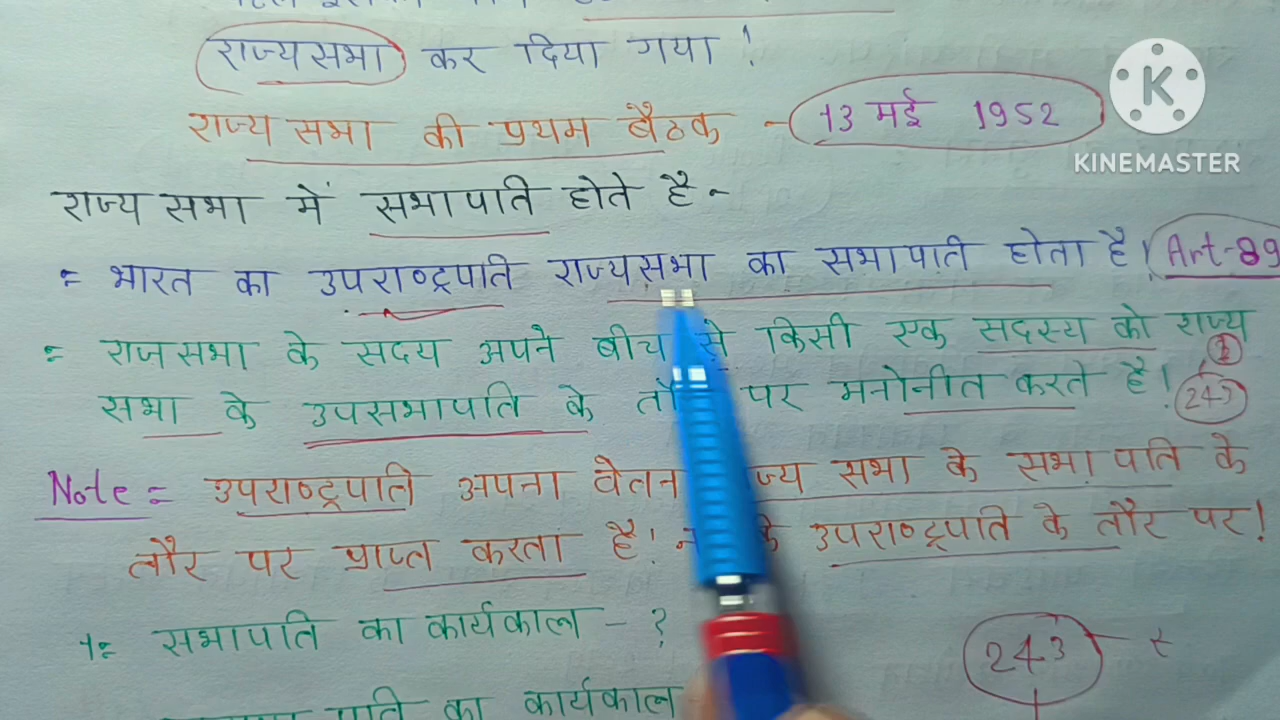 राज्यसभा कर दिया गया !
राज्य सभा की प्रथम बैठक - 13 मई 1952
KINEMASTER
राज्य सभा में सभापति होते है -
= भारत का उपराष्ट्रपति राज्यसभा का सभापति होता है! Art-89
= राजसभा के सदय अपने बीच से किसी एक सदस्य को राज्य
सभा के उपसभापति के पर मनोनीत करते है! 243
Note = उपराष्ट्रपति अपना वेतन सभा के सभापति के
तौर पर प्राप्त करता है! उपराष्ट्रपति के तौर पर!
1= सभापति का कार्यकाल - ?
243
का कार्यकाल